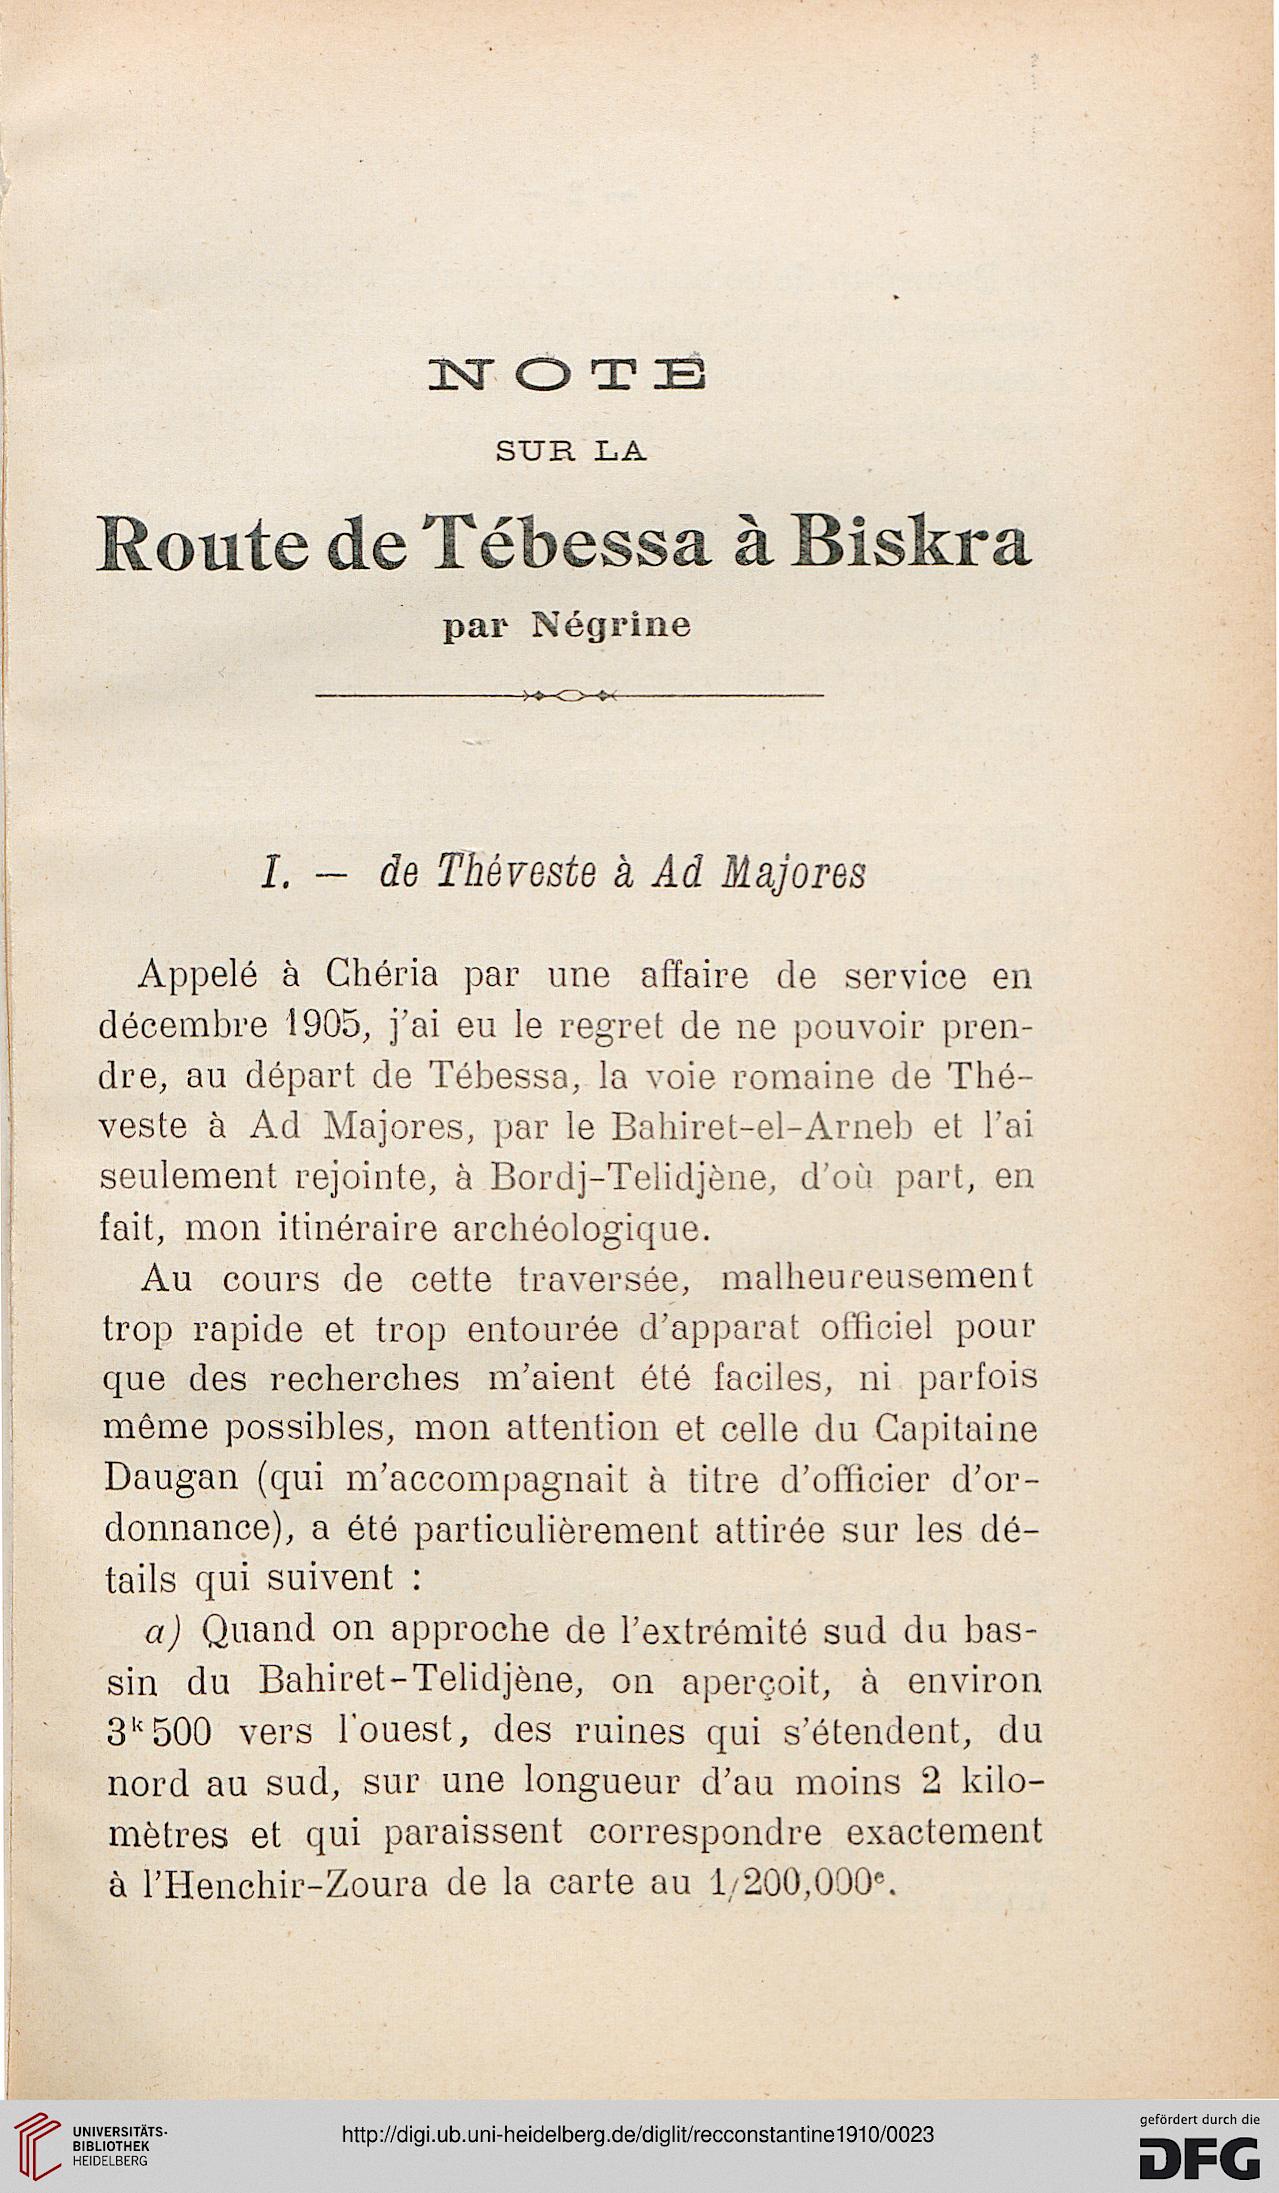 NOTE
SUR LA
Route de Tébessa à Biskra
par Négrine
I. — de Théveste à Ad Majores
Appelé à Chéria par une affaire de service en
décembre 1905, j'ai eu le regret de ne pouvoir pren-
dre, au départ de Tébessa, la voie romaine de Thé-
veste à Ad Majores, par le Bahiret-el-Arneb et l'ai
seulement rejointe, à Bordj-Telidjène, d'où part, en
fait, mon itinéraire archéologique.
Au cours de cette traversée, malheureusement
trop rapide et trop entourée d'apparat officiel pour
que des recherches m'aient été faciles, ni parfois
même possibles, mon attention et celle du Capitaine
Daugan (qui m'accompagnait à titre d'officier d'or-
donnance), a été particulièrement attirée sur les dé-
tails qui suivent :
a) Quand on approche de l'extrémité sud du bas-
sin du Bahiret-Telidjène, on aperçoit, à environ
3ᵏ500 vers l'ouest, des ruines qui s'étendent, du
nord au sud, sur une longueur d'au moins 2 kilo-
mètres et qui paraissent correspondre exactement
à l'Henchir-Zoura de la carte au 1/200,000ᵉ.
UNIVERSITÄTS-
BIBLIOTHEK
HEIDELBERG
http://digi.ub.uni-heidelberg.de/diglit/recconstantine1910/0023
gefördert durch die
DFG